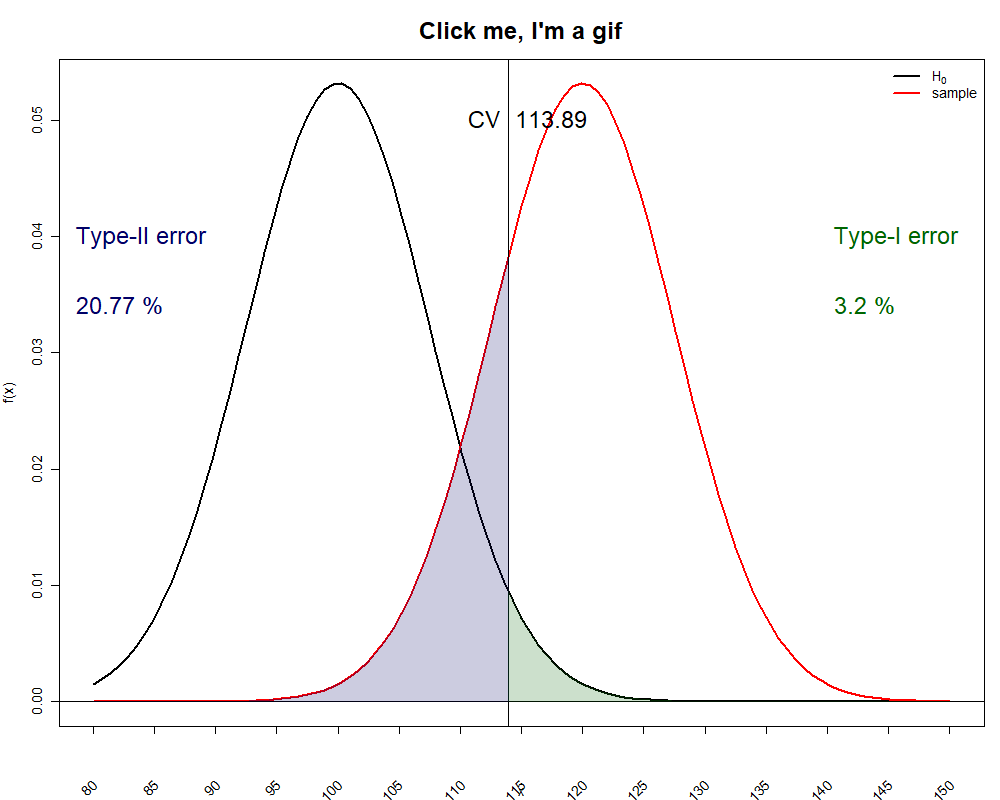 Click me, I'm a gif
H0
sample
CV 113.89
Type-II error
20.77 %
Type-I error
3.2 %
f(x)
0.05
0.04
0.03
0.02
0.01
0.00
80 85 90 95 100 105 110 115 120 125 130 135 140 145 150